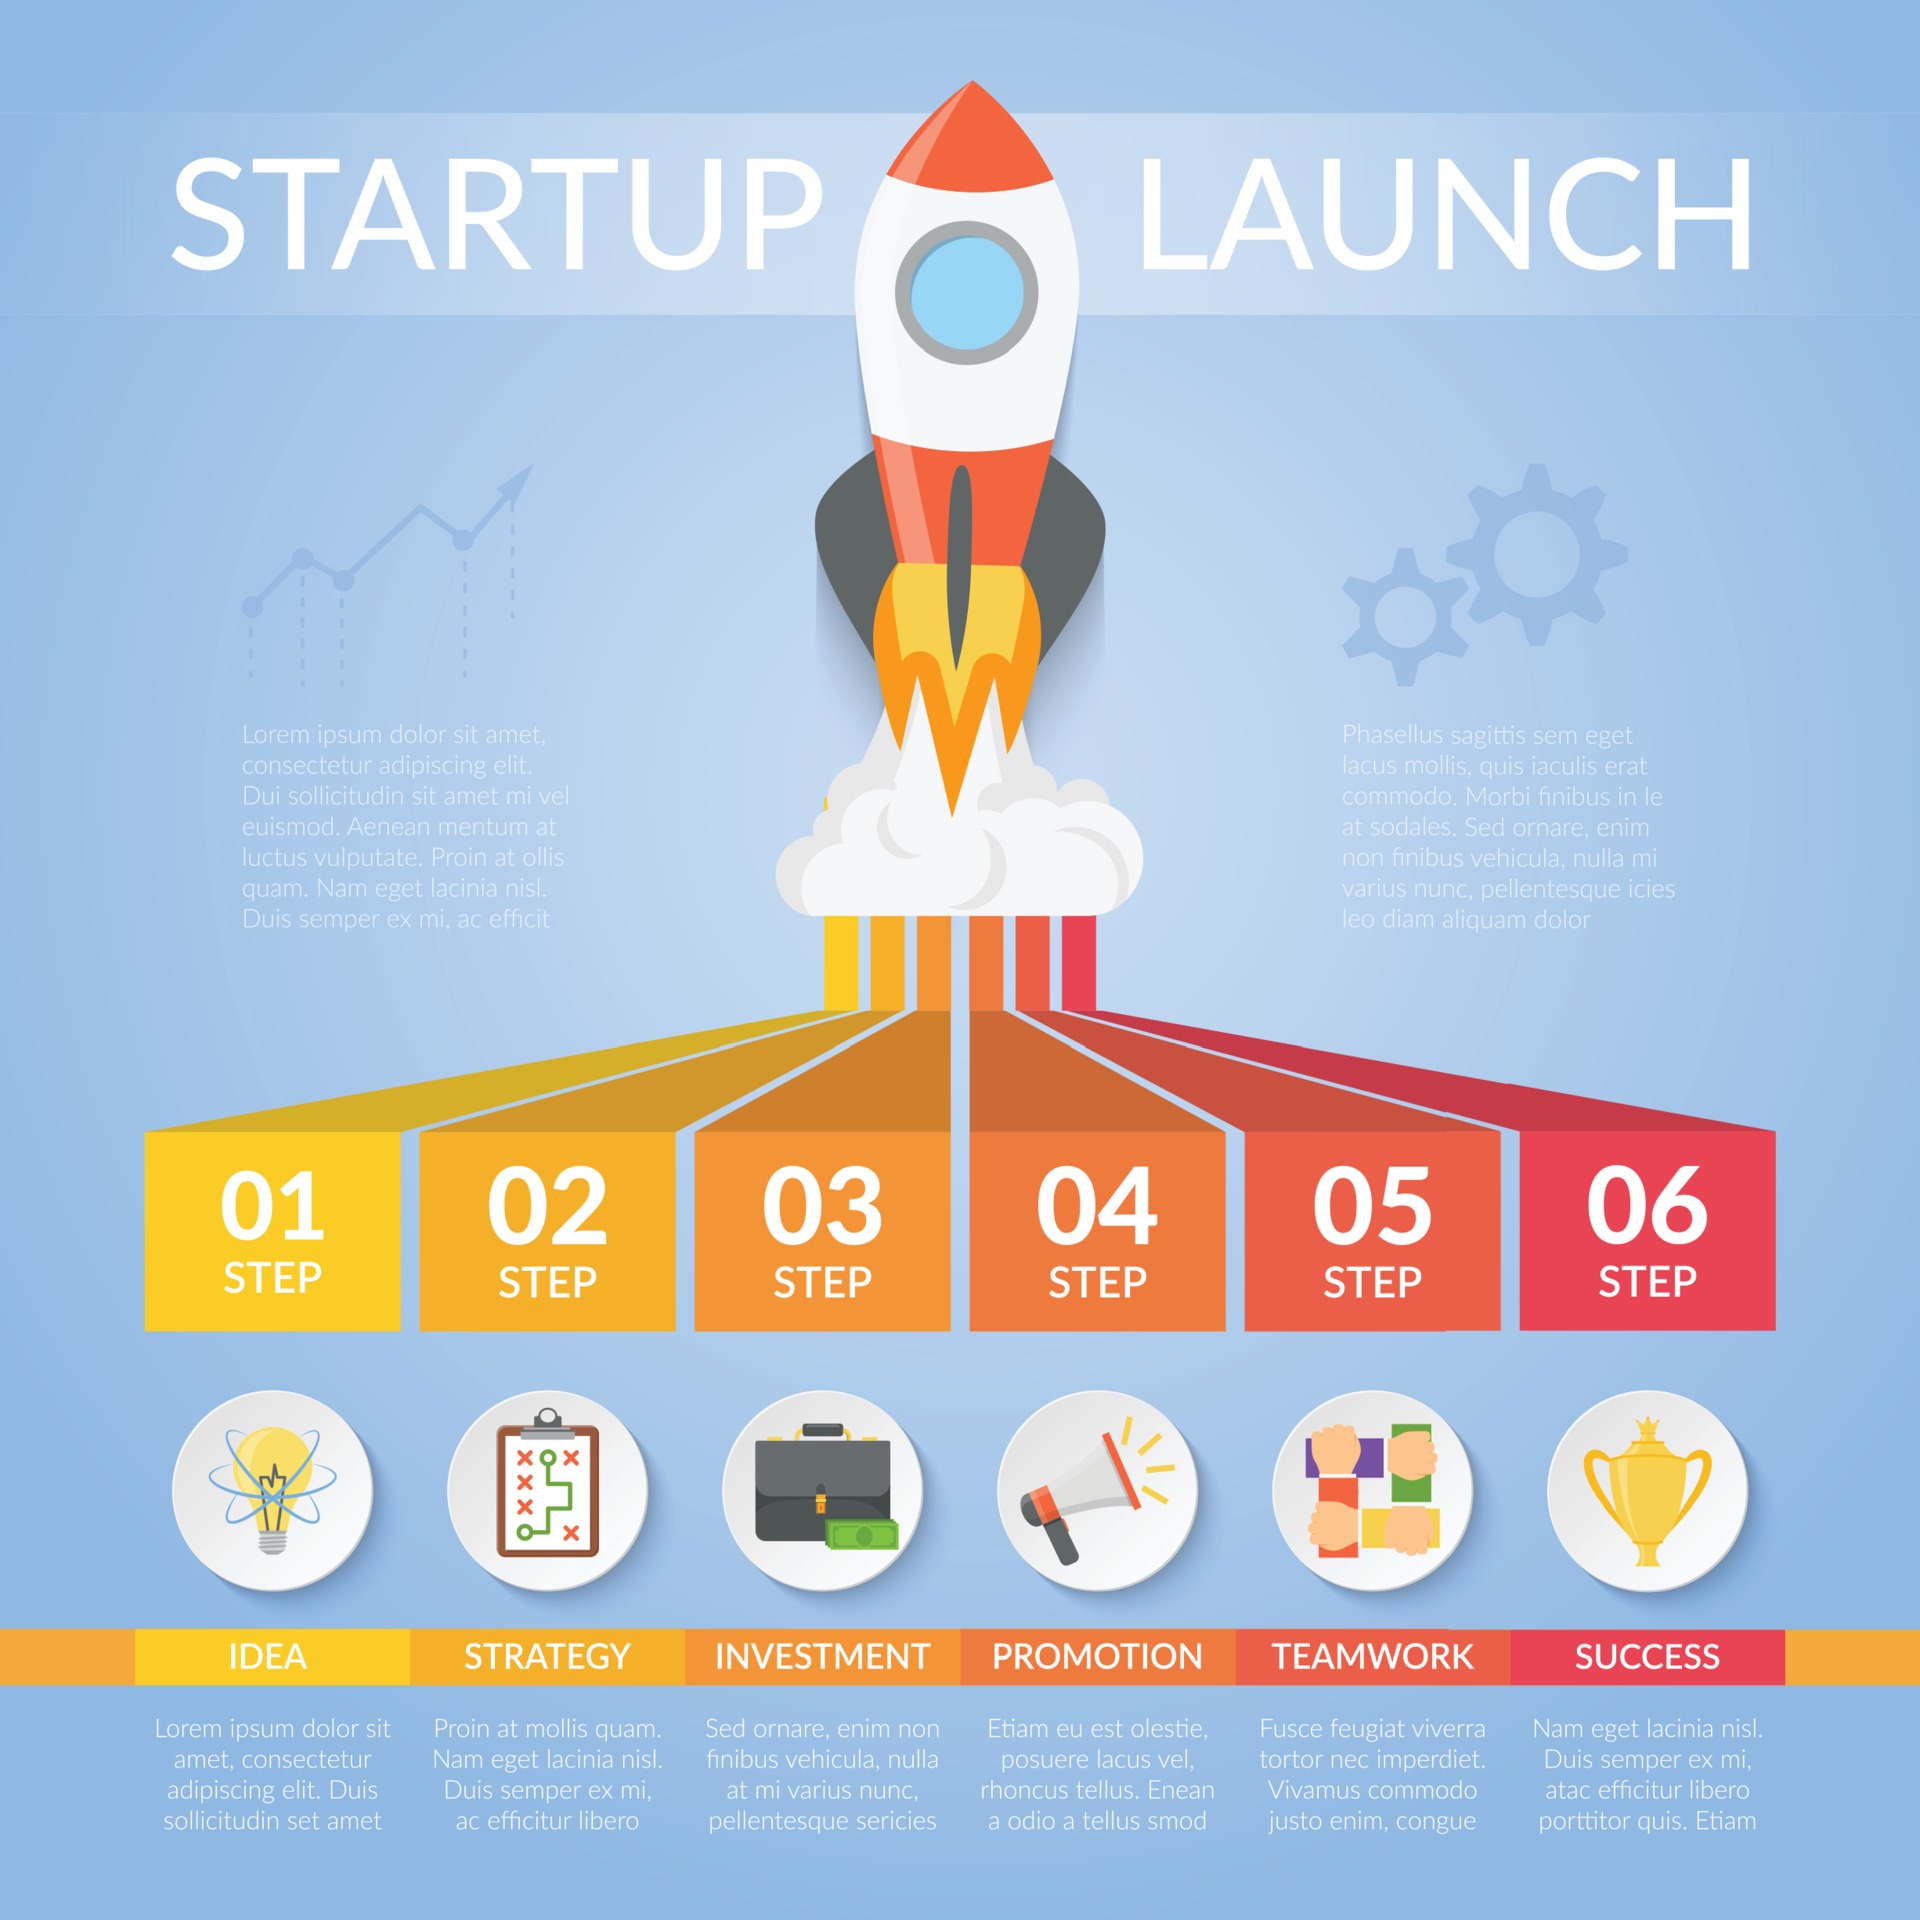 STARTUP LAUNCH
Lorem ipsum dolor sit amet,
consectetur adipiscing elit.
Dui sollicitudin sit amet mi vel
euismod. Aenean mentum at
luctus vulputate. Proin at ollis
quam. Nam eget lacinia nisl.
Duis semper ex mi, ac efficit
Phasellus sagittis sem eget
lacus mollis, quis iaculis erat
commodo. Morbi finibus in le
at sodales. Sed ornare, enim
non finibus vehicula, nulla mi
varius nunc, pellentesque icies
leo diam aliquam dolor
01
STEP
02
STEP
03
STEP
04
STEP
05
STEP
06
STEP
IDEA
STRATEGY
INVESTMENT
PROMOTION
TEAMWORK
SUCCESS
Lorem ipsum dolor sit
amet, consectetur
adipiscing elit. Duis
sollicitudin set amet
Proin at mollis quam.
Nam eget lacinia nisl.
Duis semper ex mi,
ac efficitur libero
Sed ornare, enim non
finibus vehicula, nulla
at mi varius nunc,
pellentesque sericies
Etiam eu est olestie,
posuere lacus vel,
rhoncus tellus. Enean
a odio a tellus smod
Fusce feugiat viverra
tortor nec imperdiet.
Vivamus commodo
justo enim, congue
Nam eget lacinia nisl.
Duis semper ex mi,
atac efficitur libero
porttitor quis. Etiam